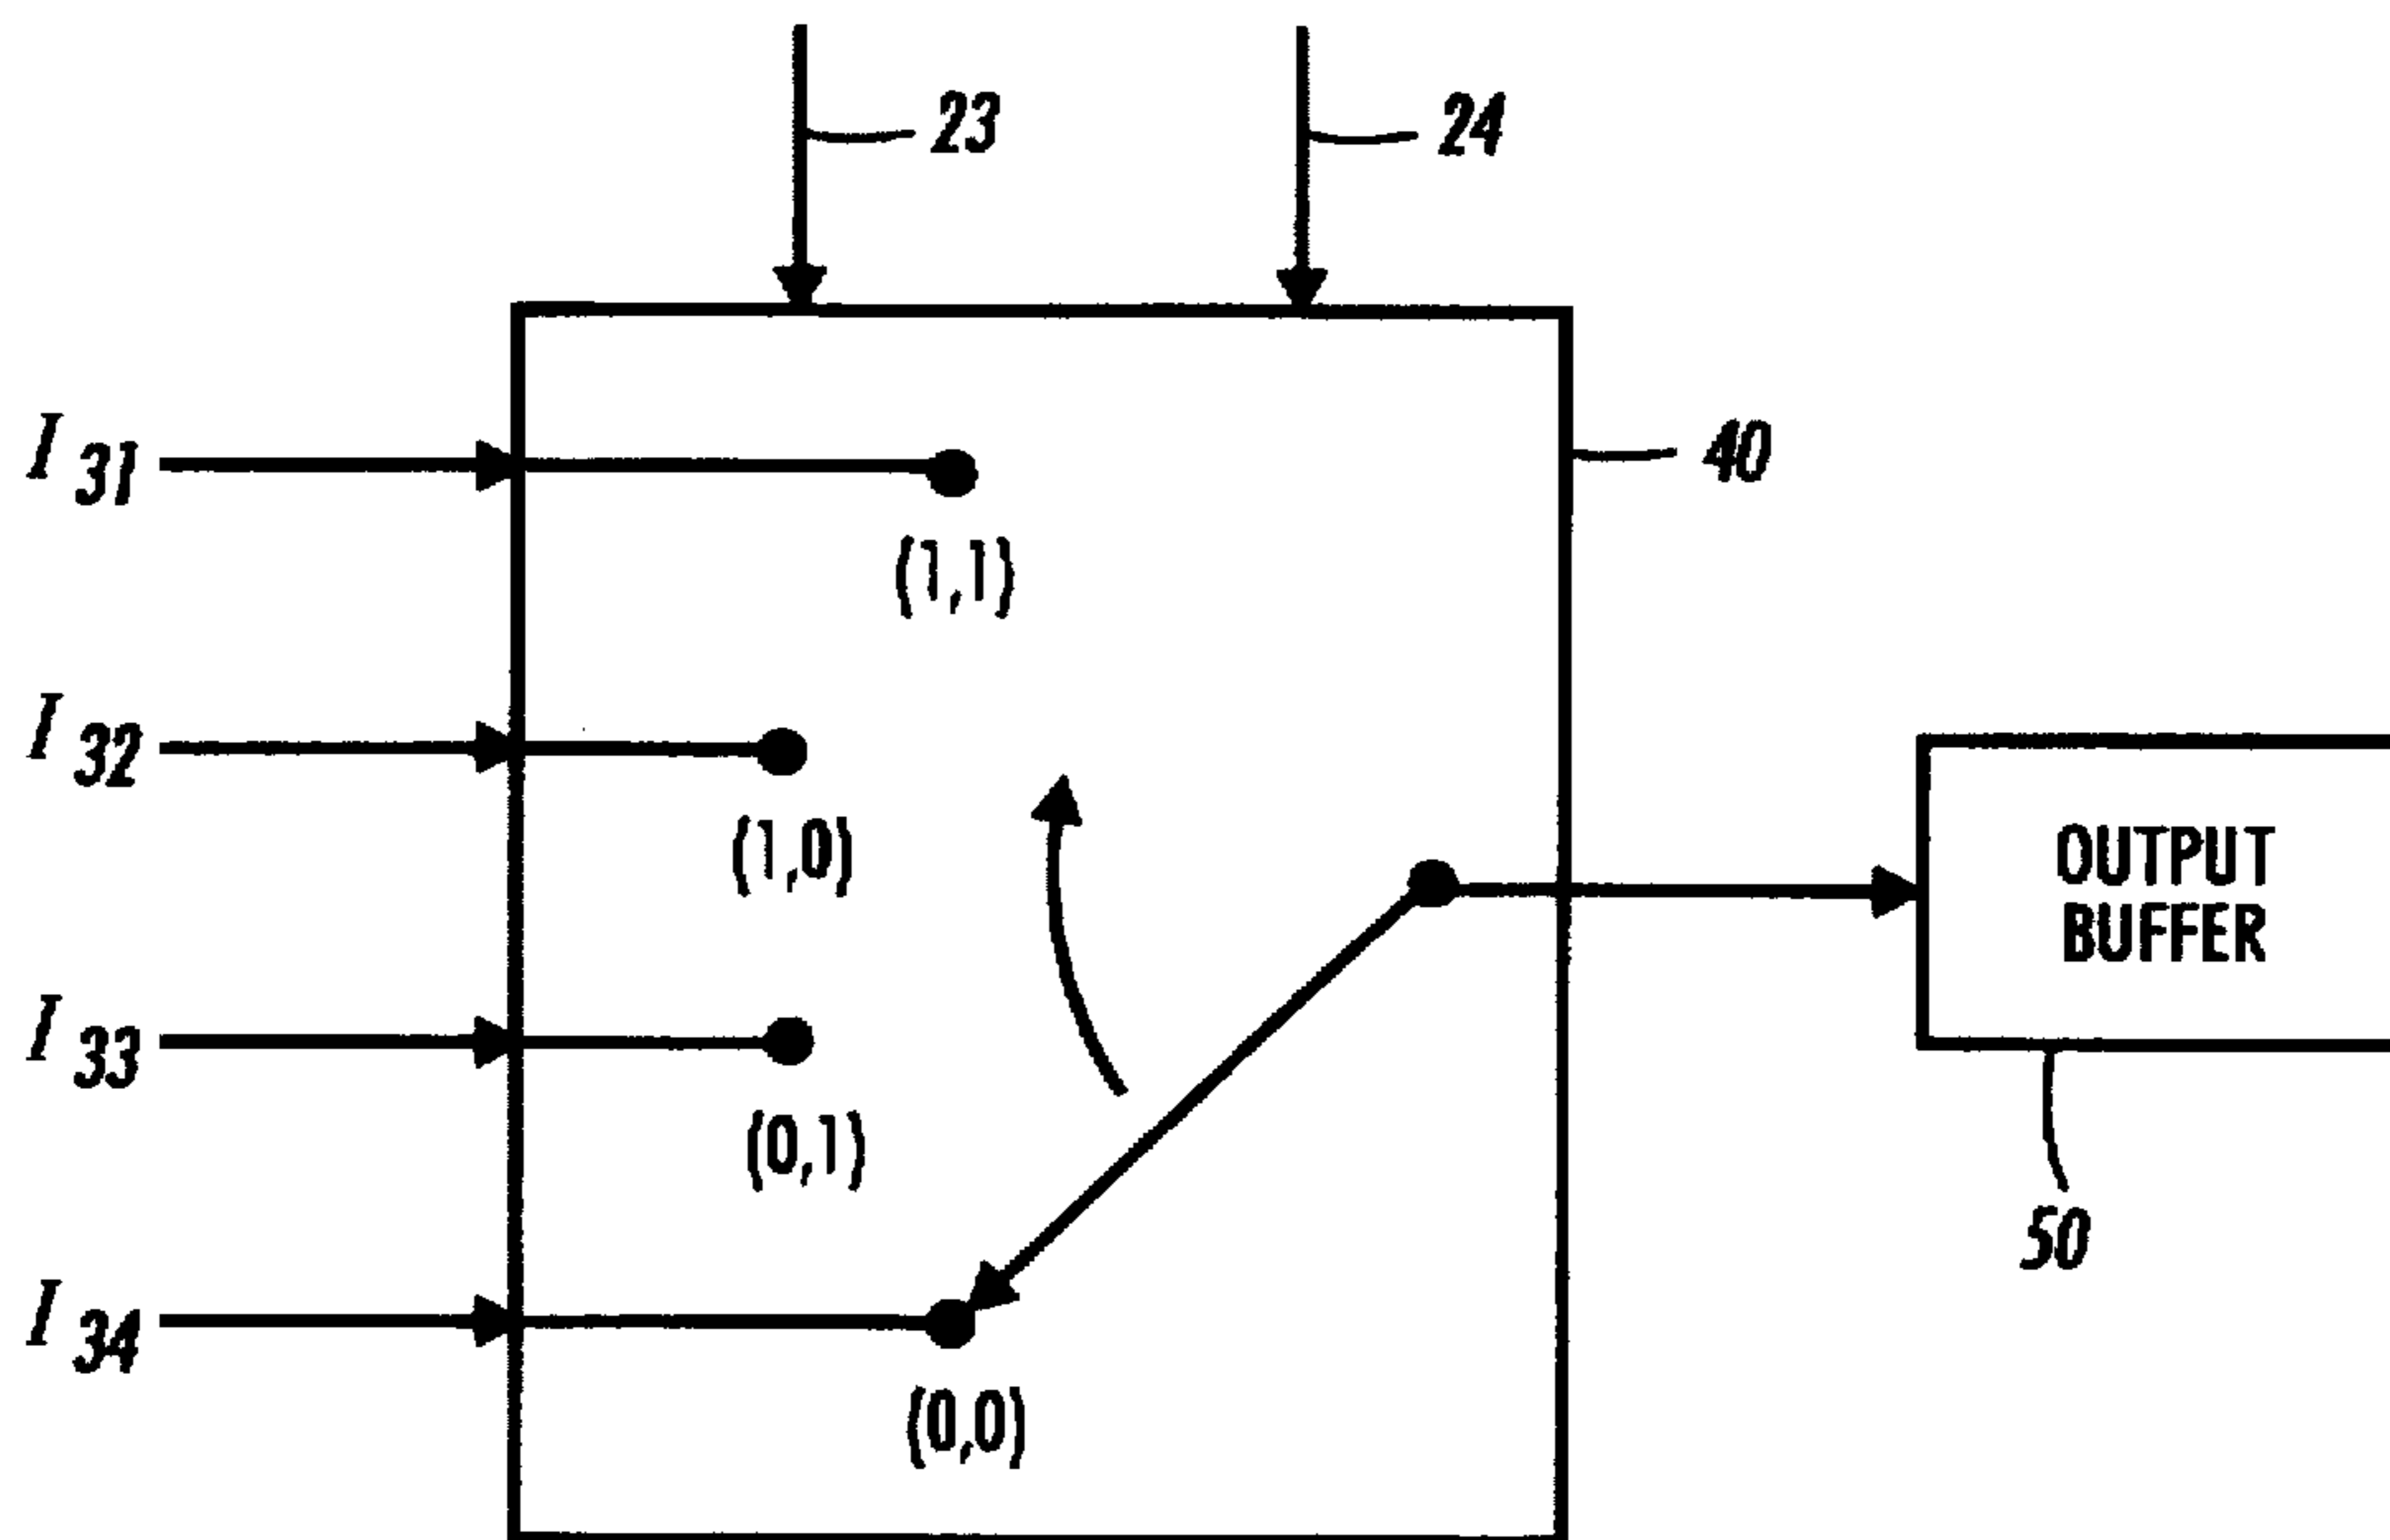 23
24
I 31
40
(1,1)
I 32
(1,0)
OUTPUT
BUFFER
I 33
(0,1)
50
I 34
(0,0)